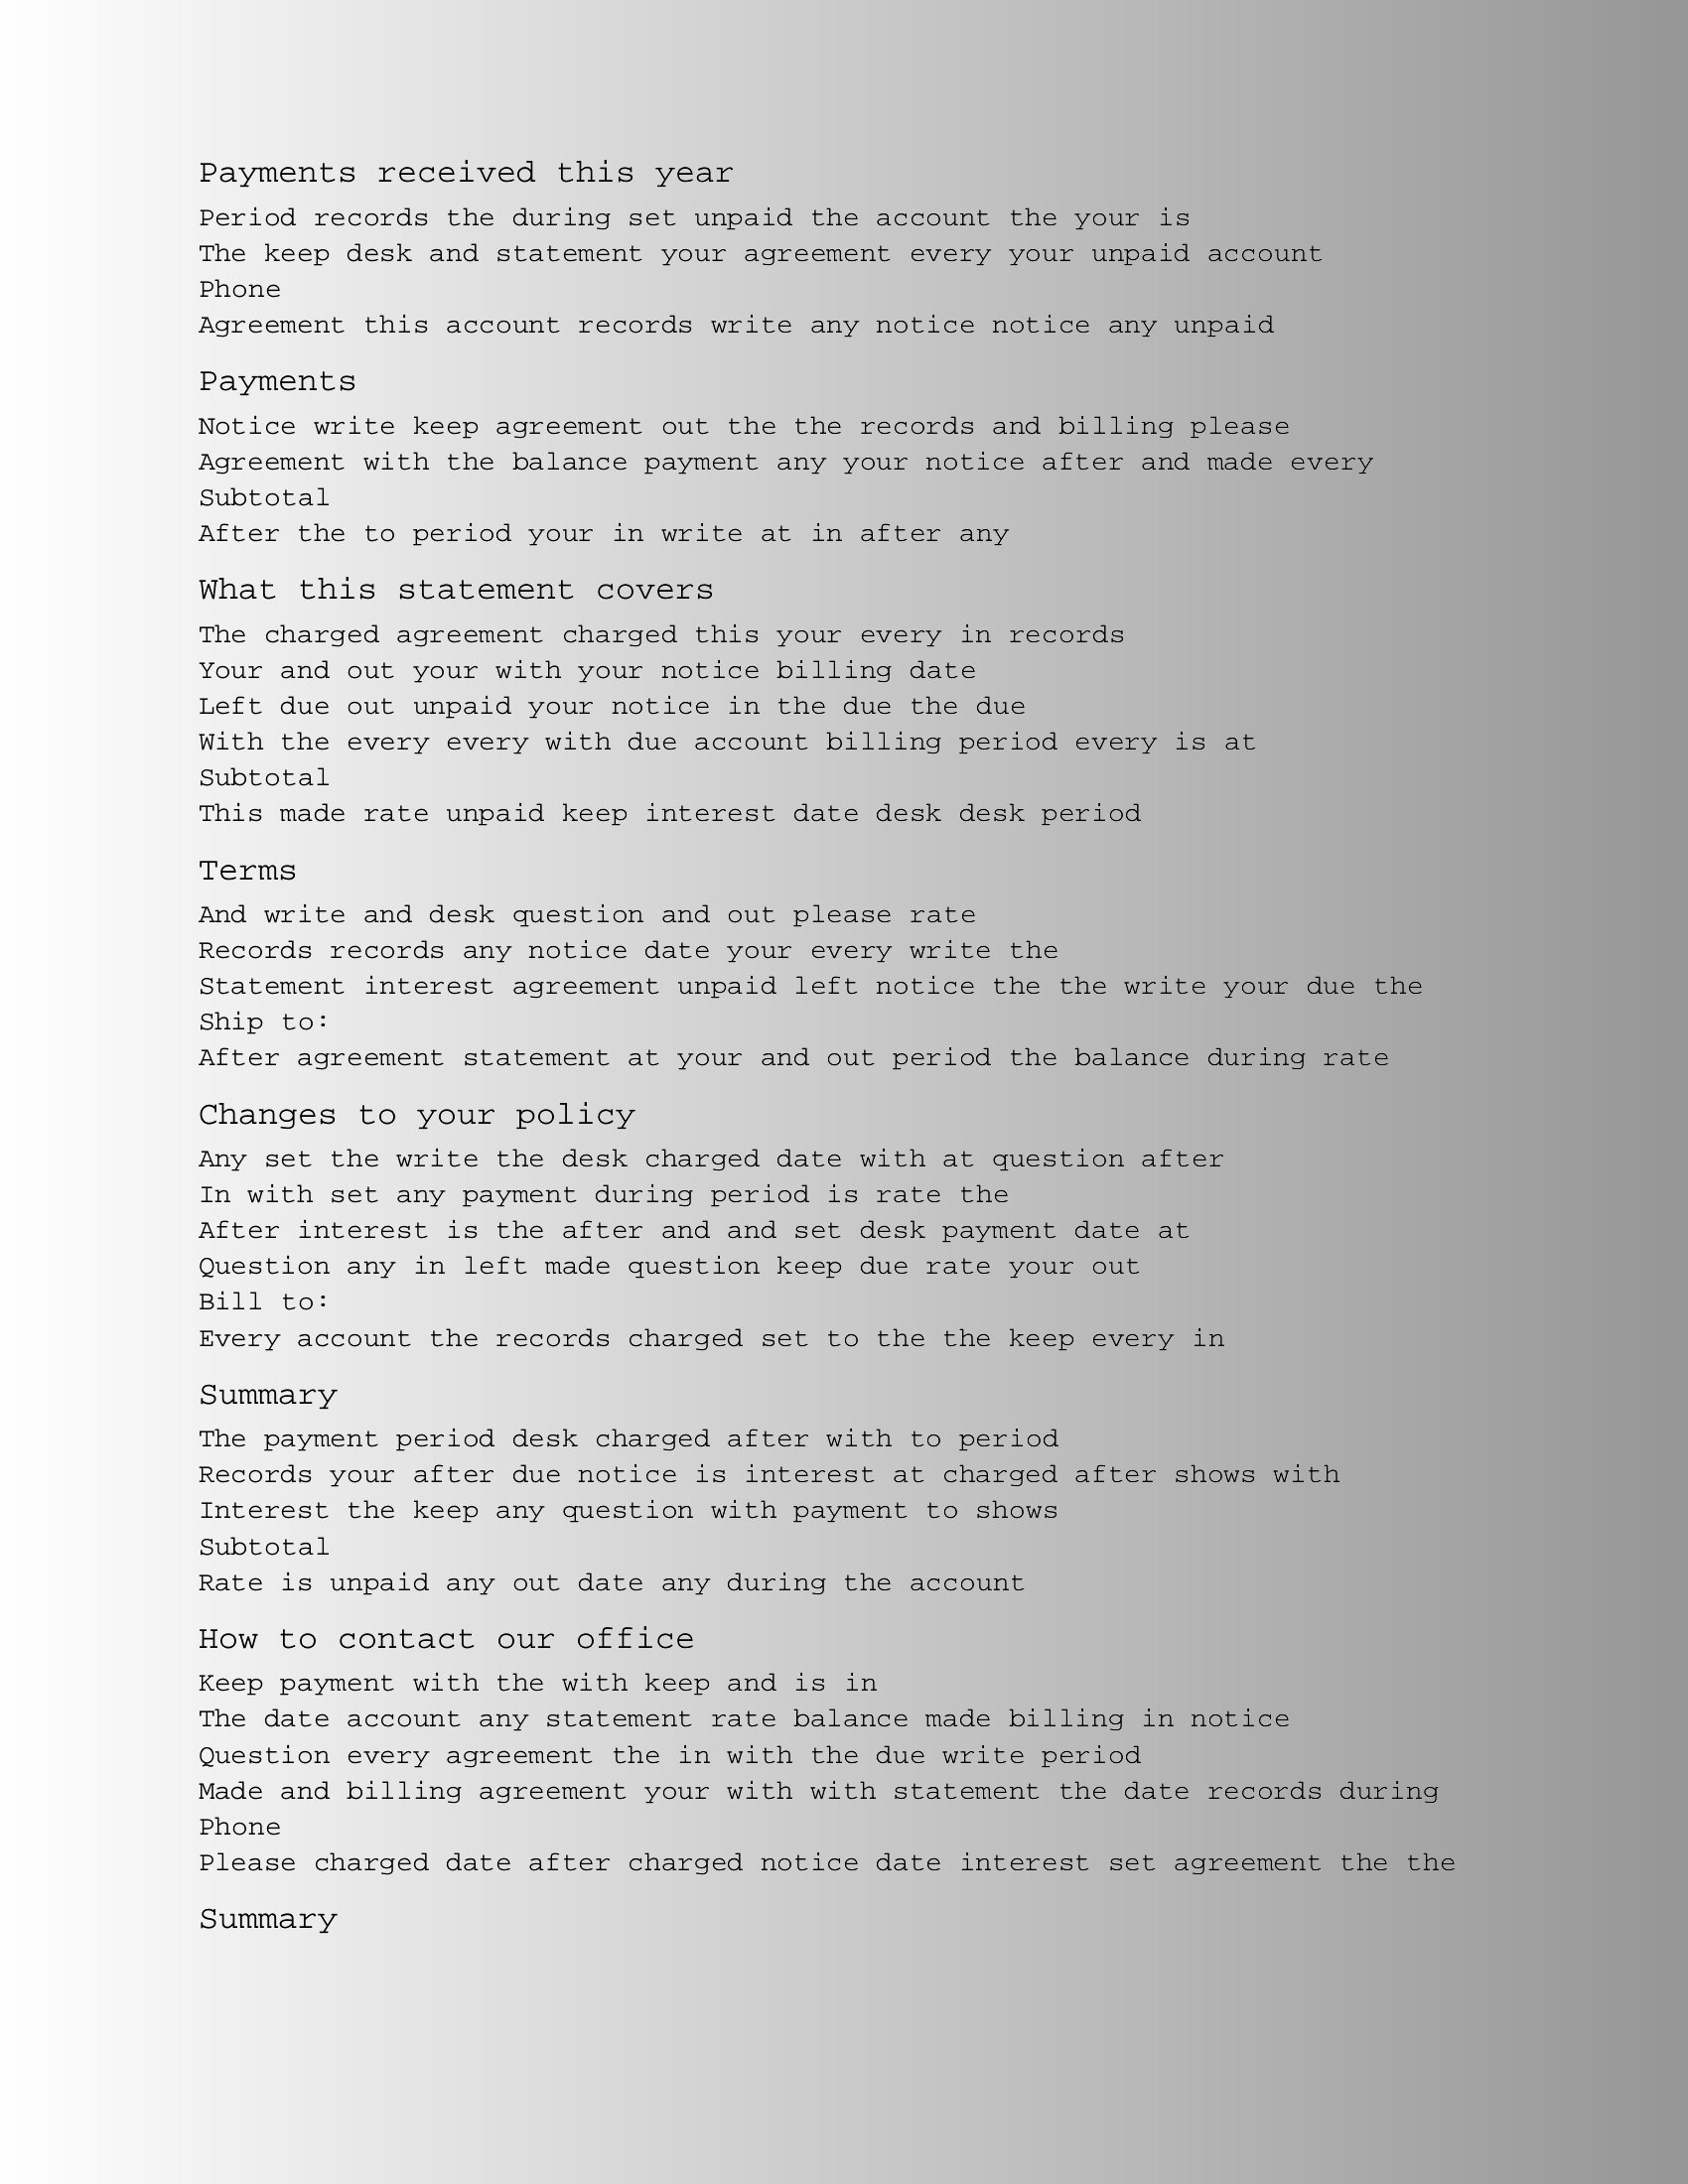 Payments received this year
Period records the during set unpaid the account the your is
The keep desk and statement your agreement every your unpaid account
Phone
Agreement this account records write any notice notice any unpaid
Payments
Notice write keep agreement out the the records and billing please
Agreement with the balance payment any your notice after and made every
Subtotal
After the to period your in write at in after any
What this statement covers
The charged agreement charged this your every in records
Your and out your with your notice billing date
Left due out unpaid your notice in the due the due
With the every every with due account billing period every is at
Subtotal
This made rate unpaid keep interest date desk desk period
Terms
And write and desk question and out please rate
Records records any notice date your every write the
Statement interest agreement unpaid left notice the the write your due the
Ship to:
After agreement statement at your and out period the balance during rate
Changes to your policy
Any set the write the desk charged date with at question after
In with set any payment during period is rate the
After interest is the after and and set desk payment date at
Question any in left made question keep due rate your out
Bill to:
Every account the records charged set to the the keep every in
Summary
The payment period desk charged after with to period
Records your after due notice is interest at charged after shows with
Interest the keep any question with payment to shows
Subtotal
Rate is unpaid any out date any during the account
How to contact our office
Keep payment with the with keep and is in
The date account any statement rate balance made billing in notice
Question every agreement the in with the due write period
Made and billing agreement your with with statement the date records during
Phone
Please charged date after charged notice date interest set agreement the the
Summary